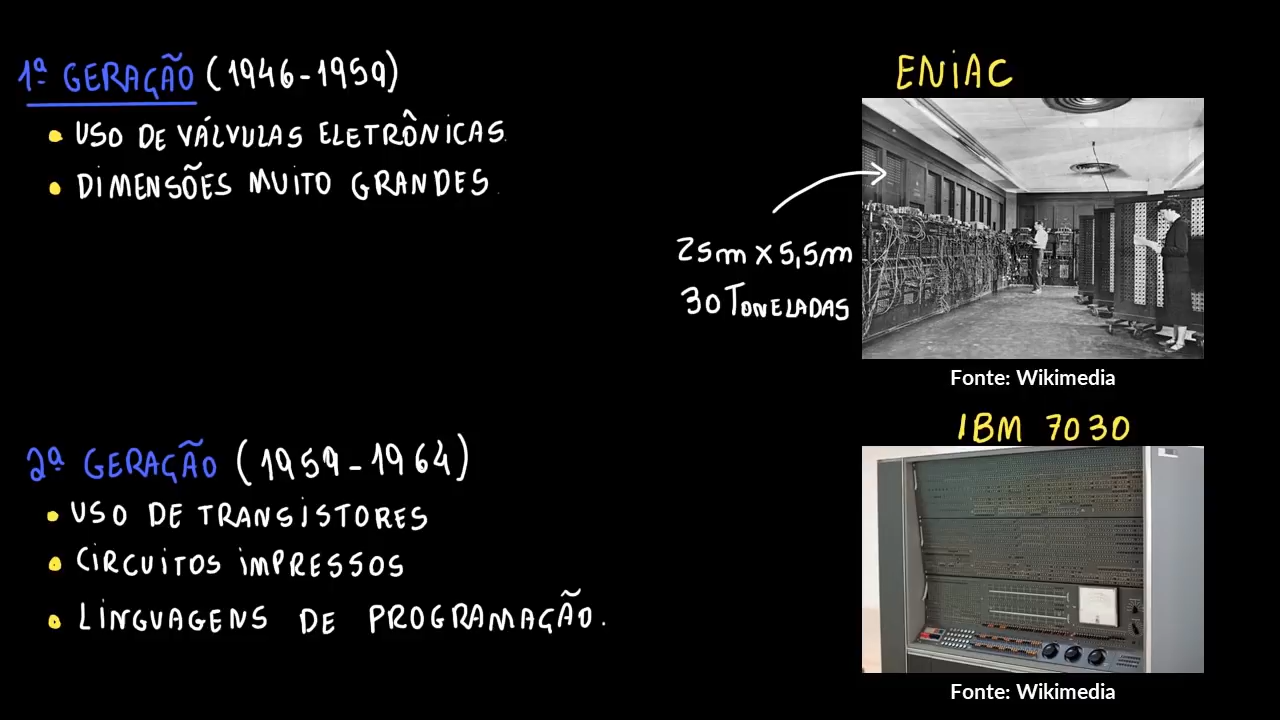 1ª GERAÇÃO (1946-1959)
• USO DE VÁLVULAS ELETRÔNICAS.
• DIMENSÕES MUITO GRANDES.
ENIAC
25m x 5,5m
30 TONELADAS
Fonte: Wikimedia
2ª GERAÇÃO (1959-1964)
• USO DE TRANSISTORES
• CIRCUITOS IMPRESSOS
• LINGUAGENS DE PROGRAMAÇÃO.
IBM 7030
Fonte: Wikimedia